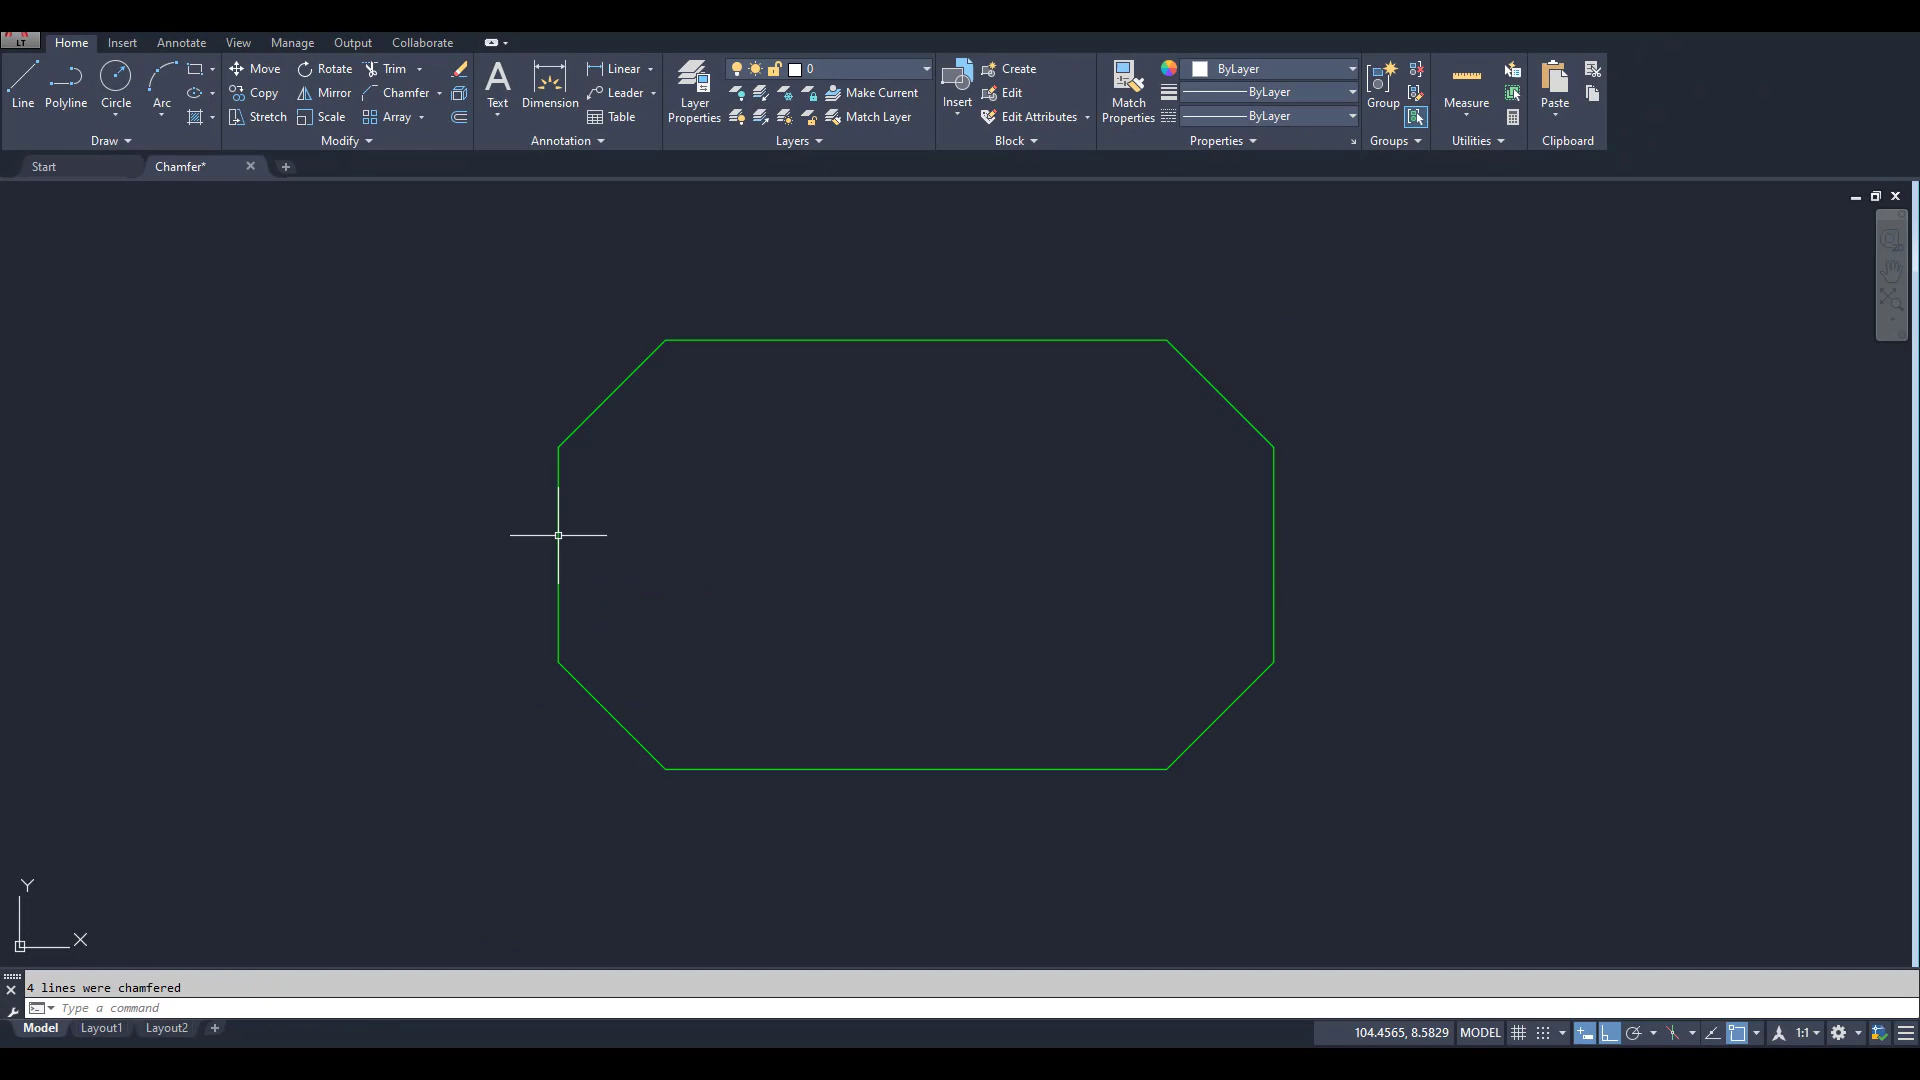 LT
Home Insert Annotate View Manage Output Collaborate
Line Polyline Circle Arc
Move Rotate Trim
Copy Mirror Chamfer
Stretch Scale Array
Text Dimension
Linear
Leader
Table
Layer Properties
0
Make Current
Match Layer
Insert
Create
Edit
Edit Attributes
Match Properties
ByLayer
ByLayer
ByLayer
Group
Measure
Paste
Draw Modify Annotation Layers Block Properties Groups Utilities Clipboard
Start Chamfer*
Y
X
4 lines were chamfered
Type a command
Model Layout1 Layout2
104.4565, 8.5829 MODEL 1:1